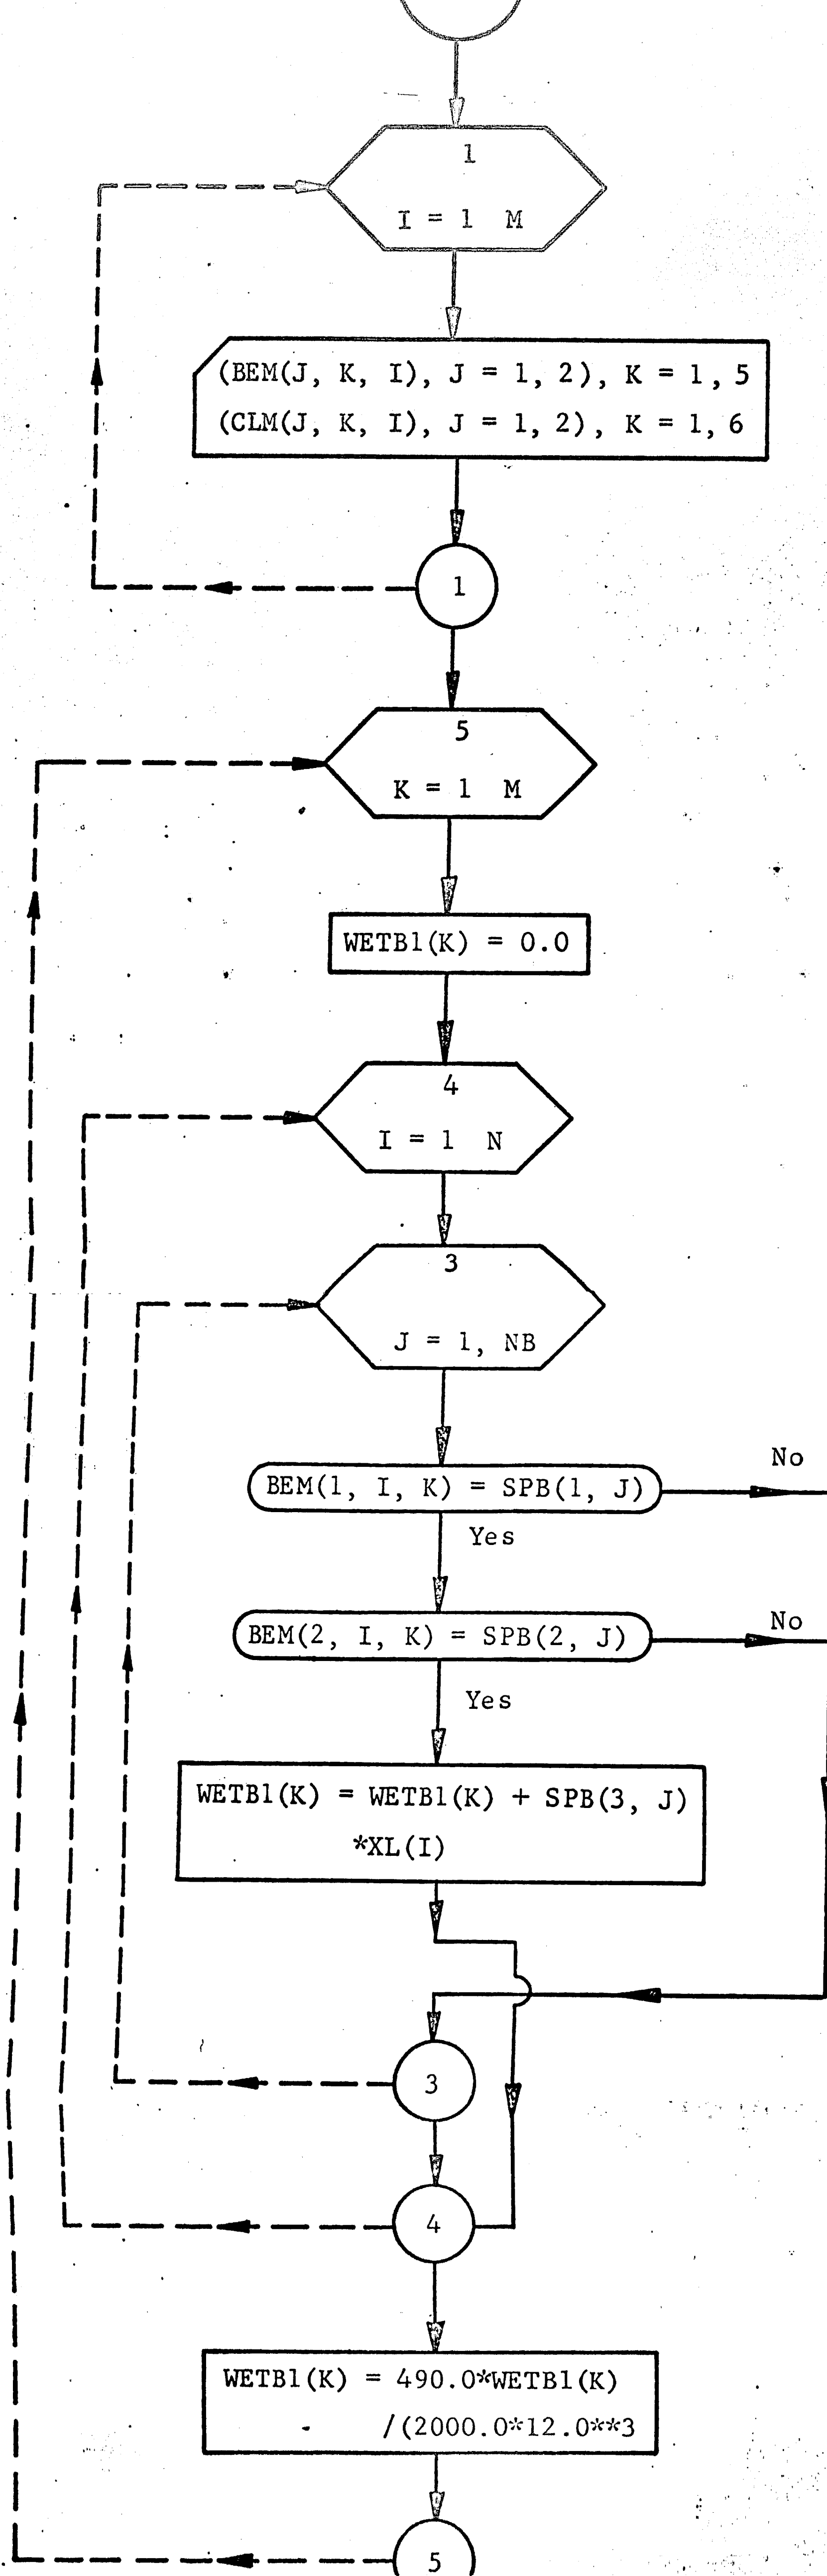 1
I = 1 M
(BEM(J, K, I), J = 1, 2), K = 1, 5
(CLM(J, K, I), J = 1, 2), K = 1, 6
1
5
K = 1 M
WETB1(K) = 0.0
4
I = 1 N
3
J = 1, NB
BEM(1, I, K) = SPB(1, J)
No
Yes
BEM(2, I, K) = SPB(2, J)
No
Yes
WETB1(K) = WETB1(K) + SPB(3, J)
*XL(I)
3
4
WETB1(K) = 490.0*WETB1(K)
/(2000.0*12.0**3
5